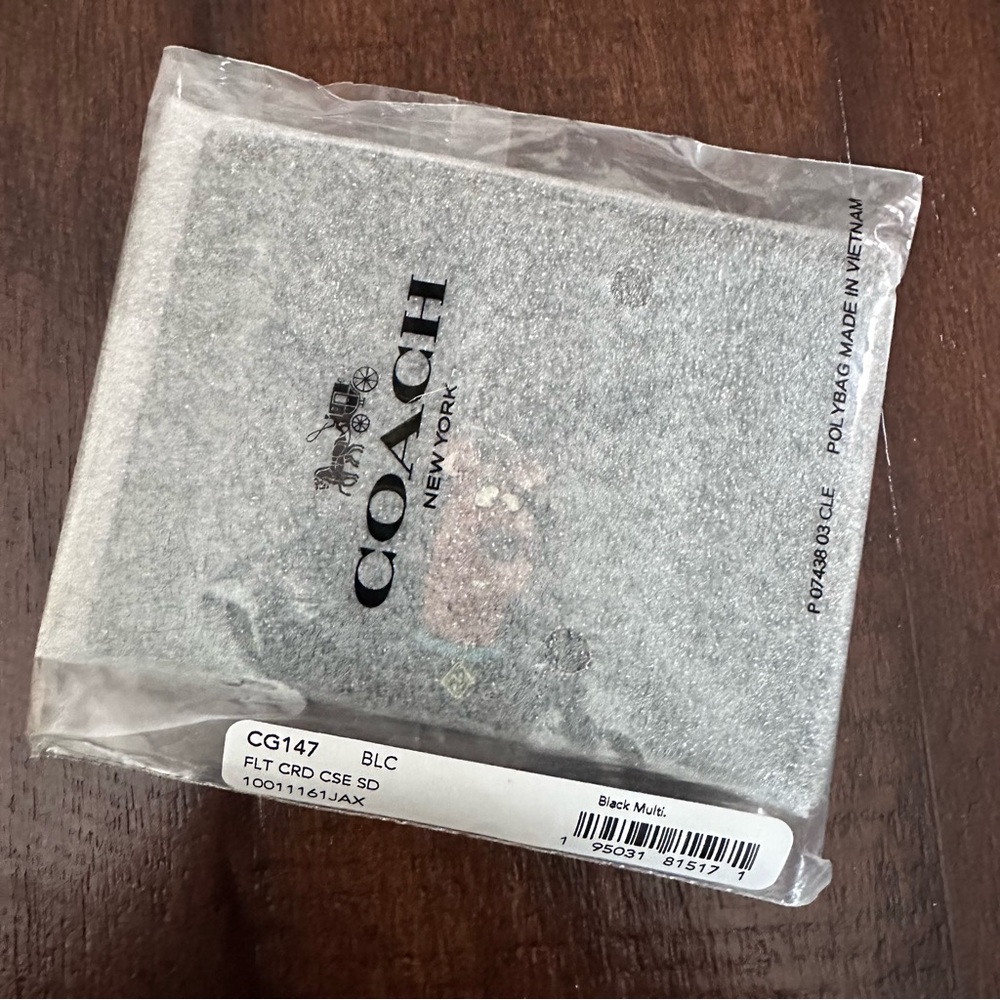 COACH
NEW YORK
P 07438 03 CLE POLYBAG MADE IN VIETNAM
CG147 BLC
FLT CRD CSE SD
10011161JAX
Black Multi.
1 95031 81517 1